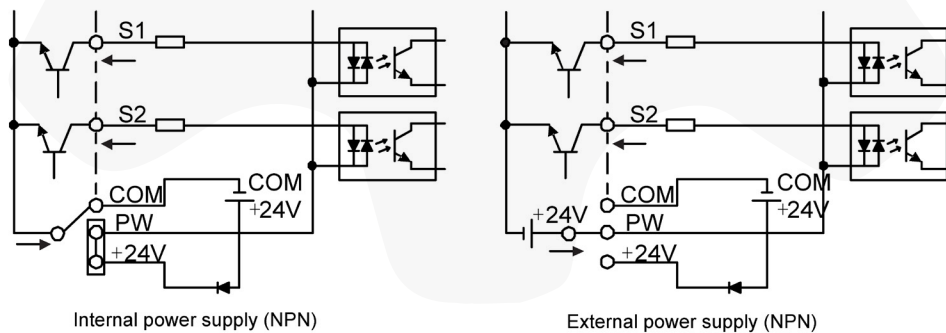 S1
S2
COM
COM
+24V
PW
+24V
Internal power supply (NPN)
S1
S2
COM
COM
+24V
+24V
PW
+24V
External power supply (NPN)